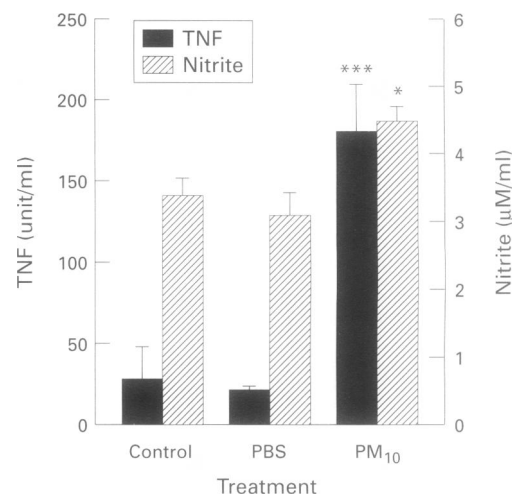 250
200
150
100
50
0
TNF (unit/ml)
TNF
Nitrite
***
*
6
5
4
3
2
1
0
Nitrite (µM/ml)
Control PBS PM10
Treatment